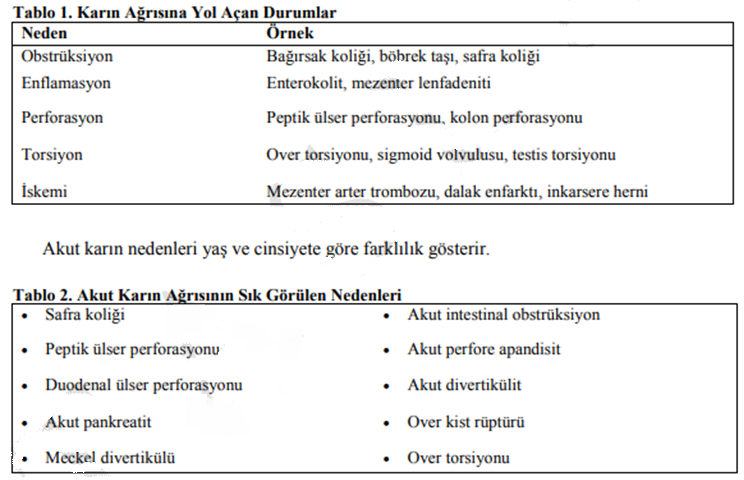 Tablo 1. Karın Ağrısına Yol Açan Durumlar
Neden Örnek
Obstrüksiyon Bağırsak koliği, böbrek taşı, safra koliği
Enflamasyon Enterokolit, mezenter lenfadeniti
Perforasyon Peptik ülser perforasyonu, kolon perforasyonu
Torsiyon Over torsiyonu, sigmoid volvulusu, testis torsiyonu
İskemi Mezenter arter trombozu, dalak enfarktı, inkarsere herni
Akut karın nedenleri yaş ve cinsiyete göre farklılık gösterir.
Tablo 2. Akut Karın Ağrısının Sık Görülen Nedenleri
• Safra koliği • Akut intestinal obstrüksiyon
• Peptik ülser perforasyonu • Akut perfore apandisit
• Duodenal ülser perforasyonu • Akut divertikülit
• Akut pankreatit • Over kist rüptürü
• Meckel divertikülü • Over torsiyonu